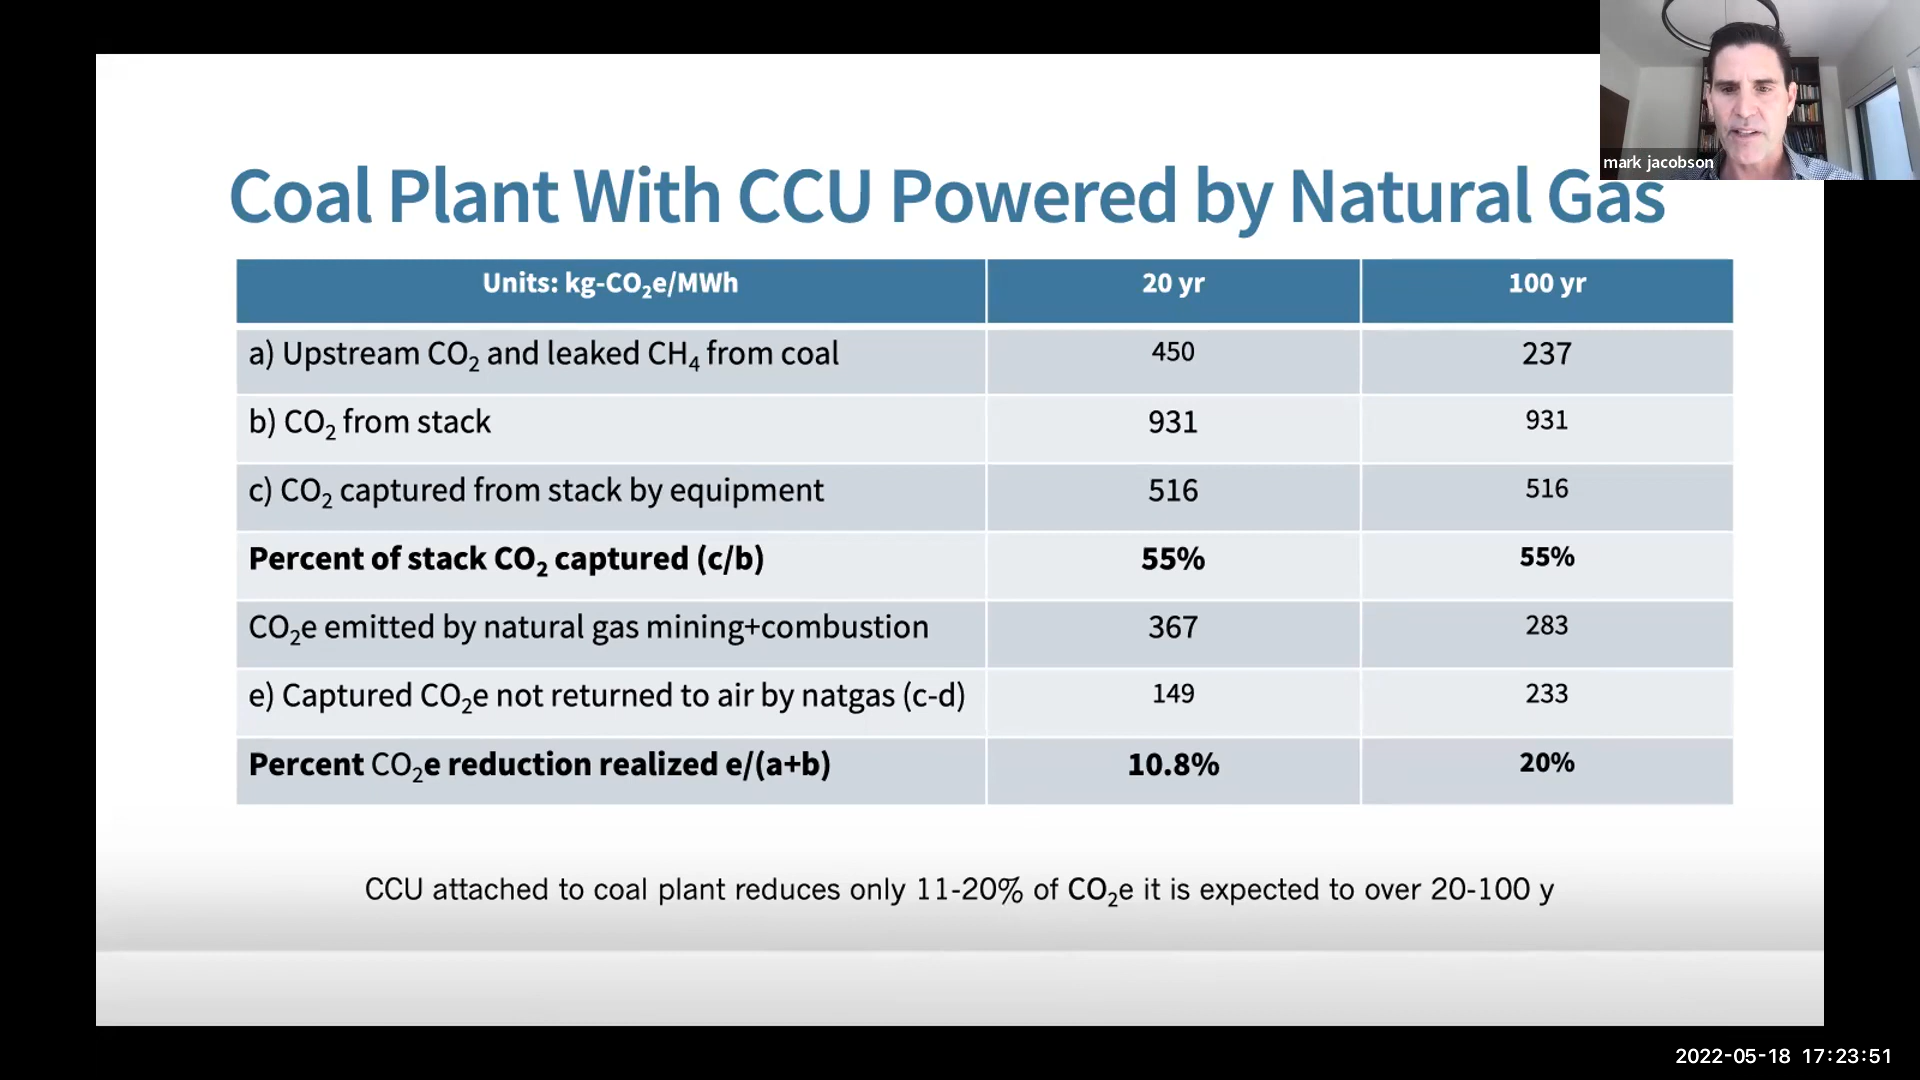 mark jacobson
Coal Plant With CCU Powered by Natural Gas
Units: kg-CO₂e/MWh 20 yr 100 yr
a) Upstream CO₂ and leaked CH₄ from coal 450 237
b) CO₂ from stack 931 931
c) CO₂ captured from stack by equipment 516 516
Percent of stack CO₂ captured (c/b) 55% 55%
CO₂e emitted by natural gas mining+combustion 367 283
e) Captured CO₂e not returned to air by natgas (c-d) 149 233
Percent CO₂e reduction realized e/(a+b) 10.8% 20%
CCU attached to coal plant reduces only 11-20% of CO₂e it is expected to over 20-100 y
2022-05-18 17:23:51